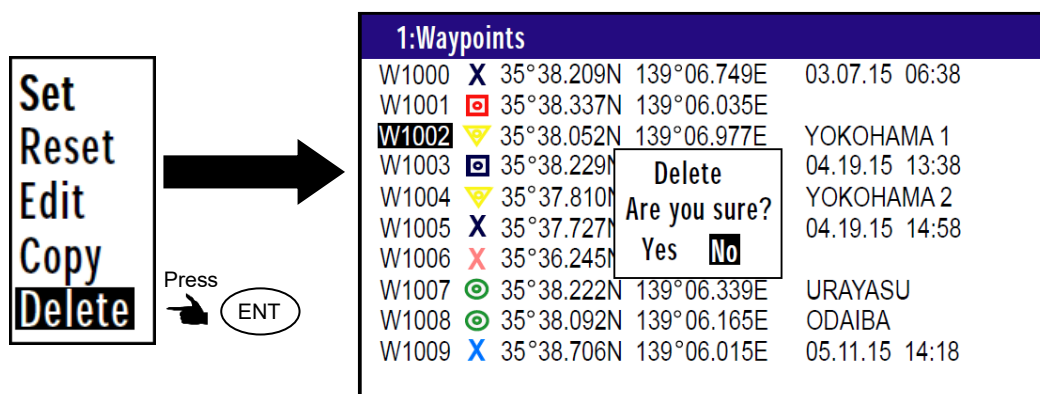 Set
Reset
Edit
Copy
Delete
Press
ENT
1:Waypoints
W1000 X 35°38.209N 139°06.749E 03.07.15 06:38
W1001 35°38.337N 139°06.035E
W1002 35°38.052N 139°06.977E YOKOHAMA 1
W1003 35°38.229N 04.19.15 13:38
W1004 35°37.810N YOKOHAMA 2
W1005 X 35°37.727N 04.19.15 14:58
W1006 X 35°36.245N
W1007 35°38.222N 139°06.339E URAYASU
W1008 35°38.092N 139°06.165E ODAIBA
W1009 X 35°38.706N 139°06.015E 05.11.15 14:18
Delete
Are you sure?
Yes No